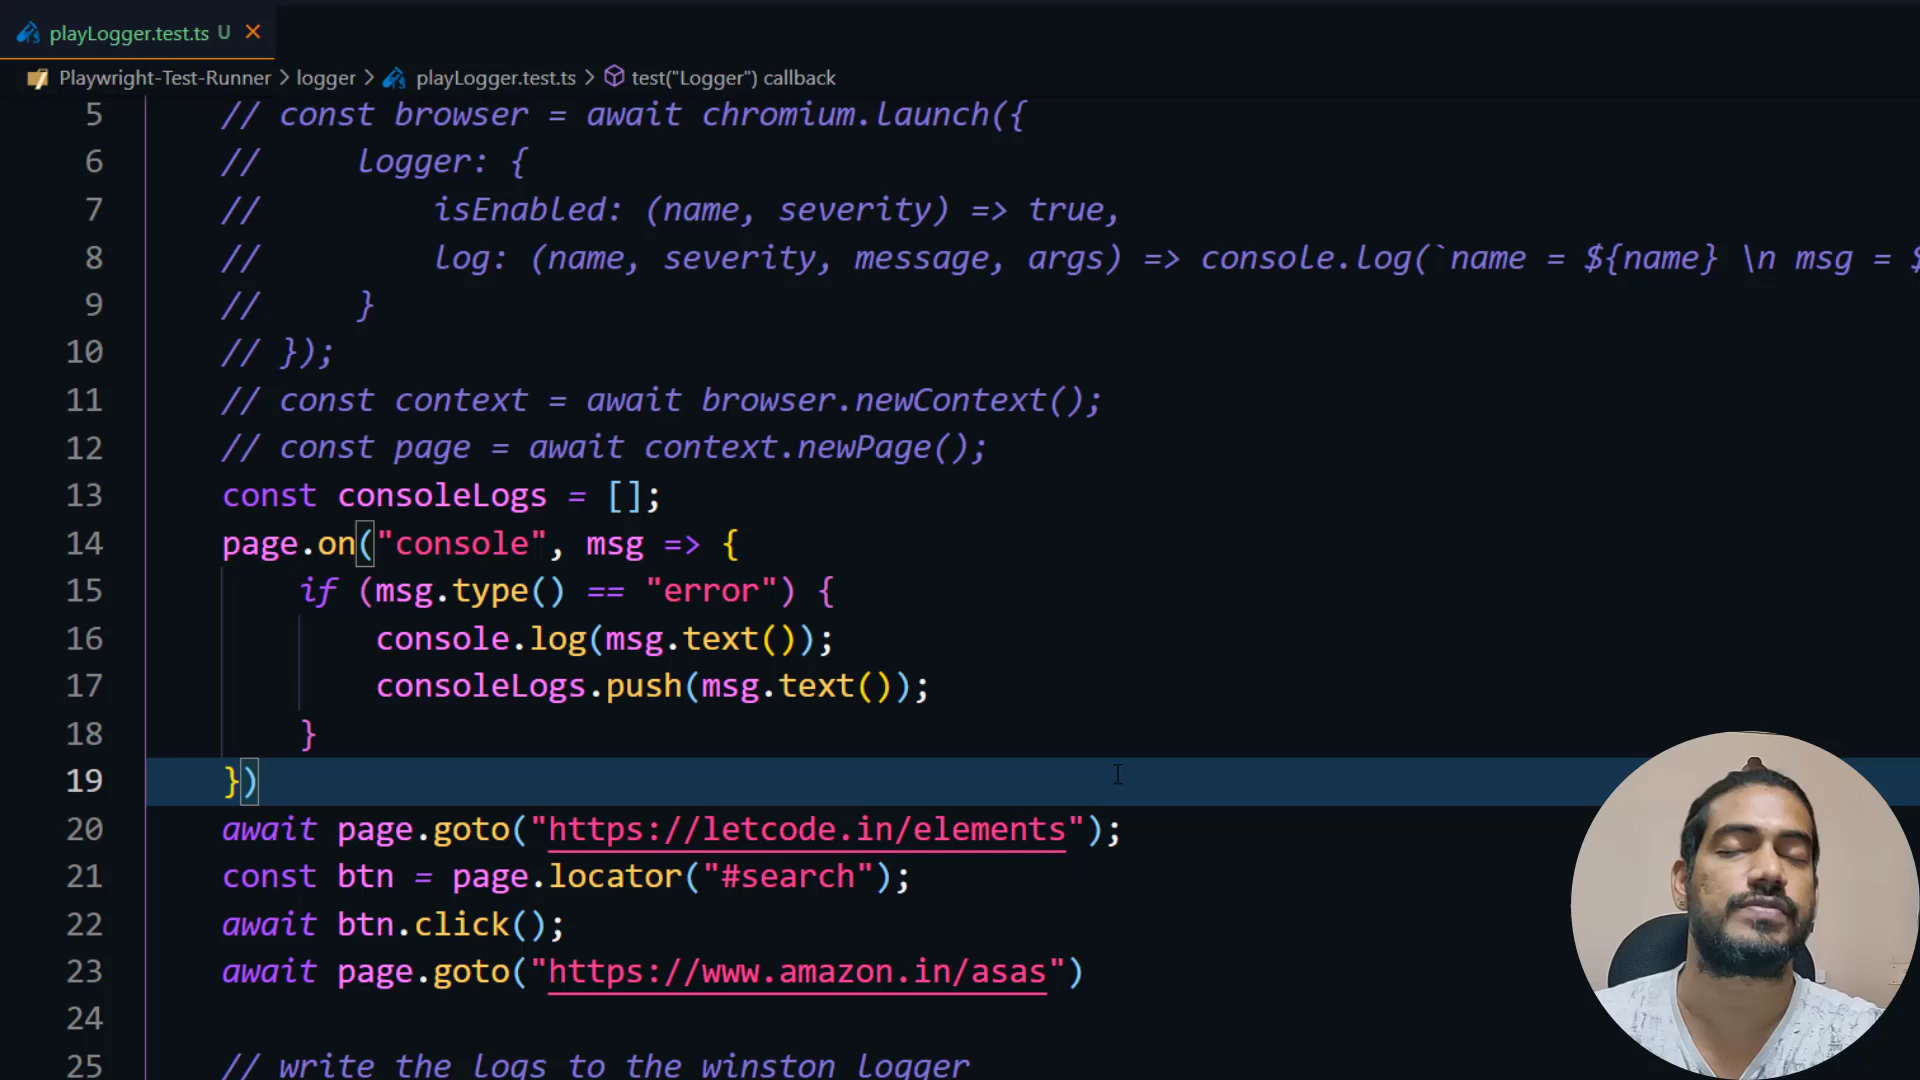 playLogger.test.ts U
Playwright-Test-Runner > logger > playLogger.test.ts > test("Logger") callback
5 // const browser = await chromium.launch({
6 // logger: {
7 // isEnabled: (name, severity) => true,
8 // log: (name, severity, message, args) => console.log(`name = ${name} \n msg = $
9 // }
10 // });
11 // const context = await browser.newContext();
12 // const page = await context.newPage();
13 const consoleLogs = [];
14 page.on("console", msg => {
15 if (msg.type() == "error") {
16 console.log(msg.text());
17 consoleLogs.push(msg.text());
18 }
19 })
20 await page.goto("https://letcode.in/elements");
21 const btn = page.locator("#search");
22 await btn.click();
23 await page.goto("https://www.amazon.in/asas")
24
25 // write the logs to the winston logger